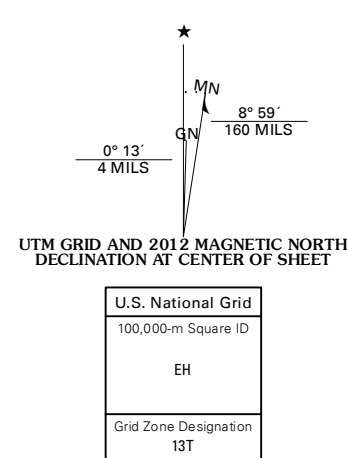 ★
MN
GN
8° 59´
160 MILS
0° 13´
4 MILS
UTM GRID AND 2012 MAGNETIC NORTH
DECLINATION AT CENTER OF SHEET
U.S. National Grid
100,000-m Square ID
EH
Grid Zone Designation
13T